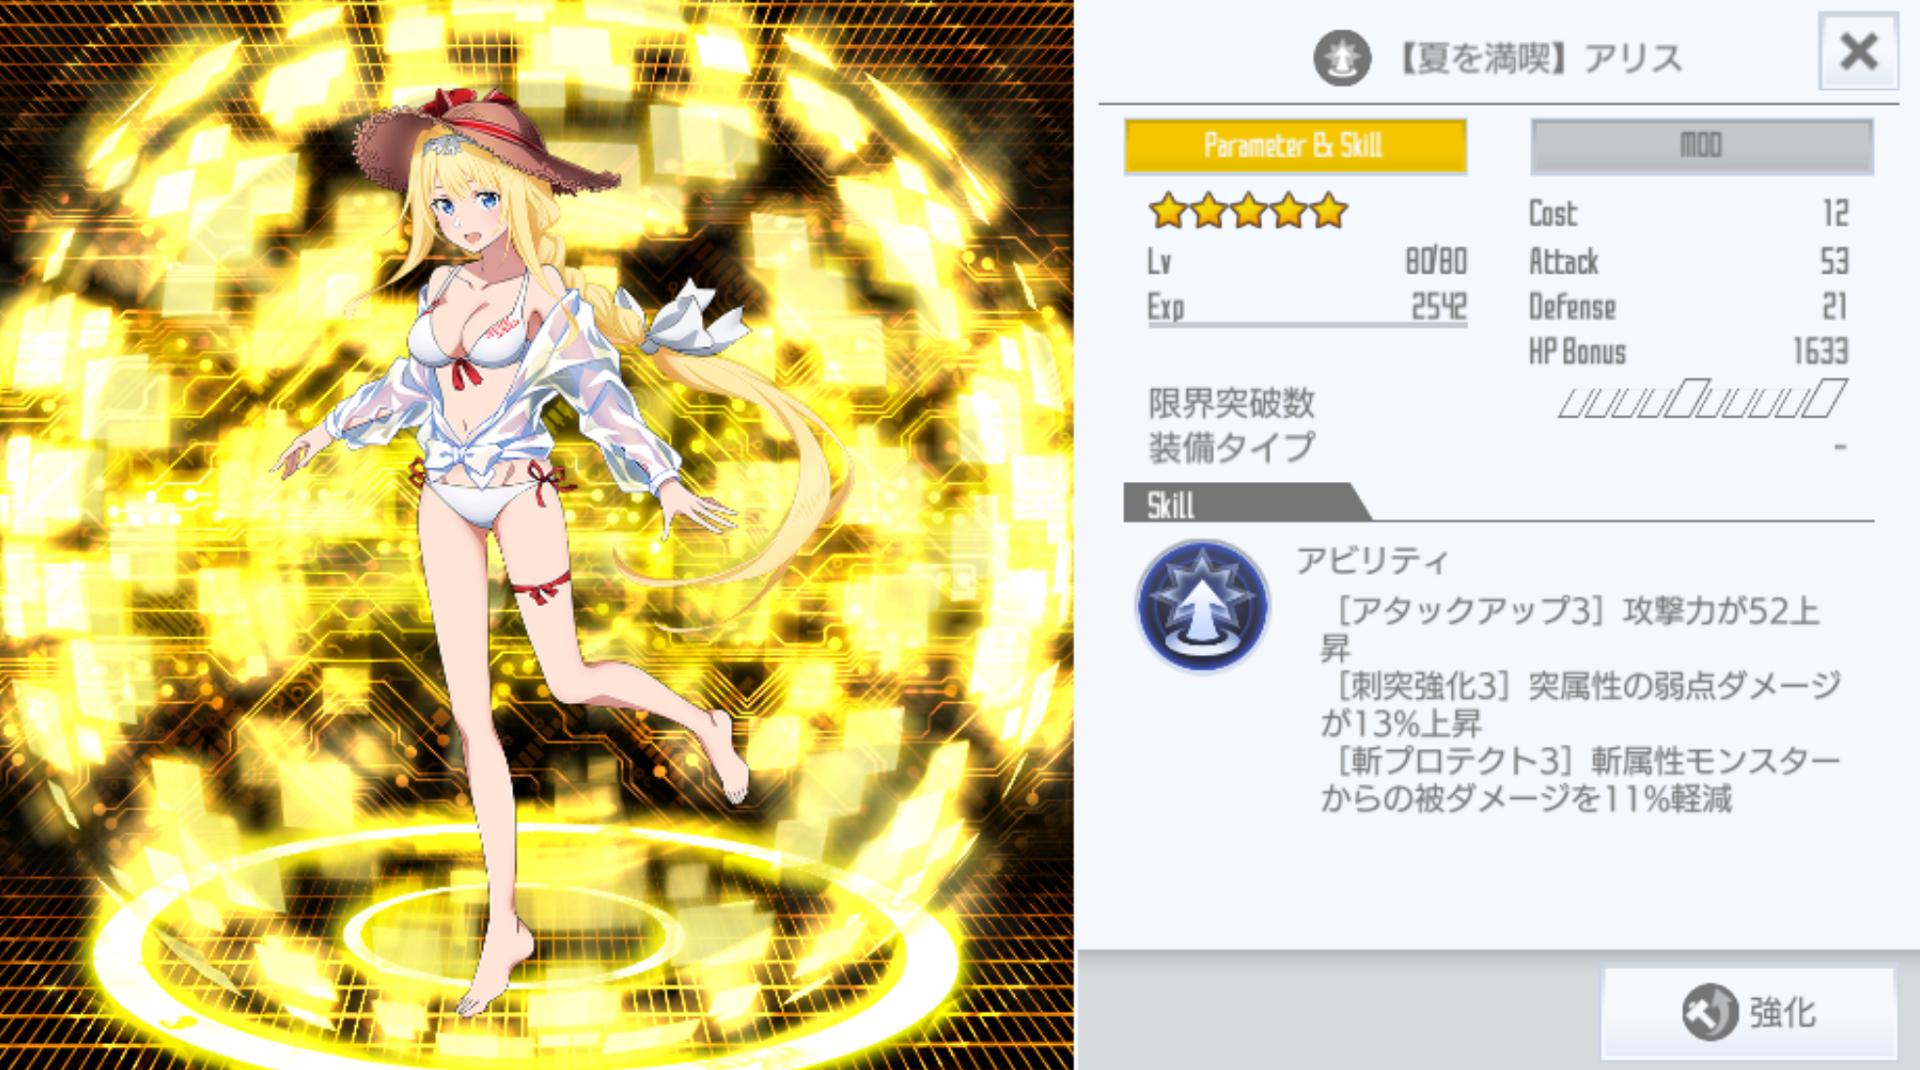 【夏を満喫】アリス
Parameter & Skill
MOD
Lv 80/80
Exp 2542
Cost 12
Attack 53
Defense 21
HP Bonus 1633
限界突破数
装備タイプ -
Skill
アビリティ
［アタックアップ3］攻撃力が52上
昇
［刺突強化3］突属性の弱点ダメージ
が13%上昇
［斬プロテクト3］斬属性モンスター
からの被ダメージを11%軽減
強化